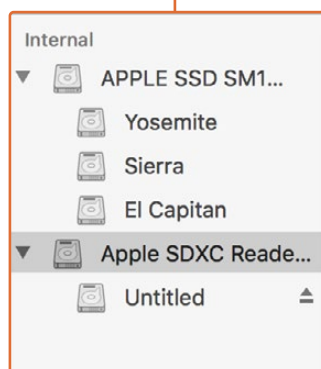 Internal
APPLE SSD SM1...
Yosemite
Sierra
El Capitan
Apple SDXC Reade...
Untitled